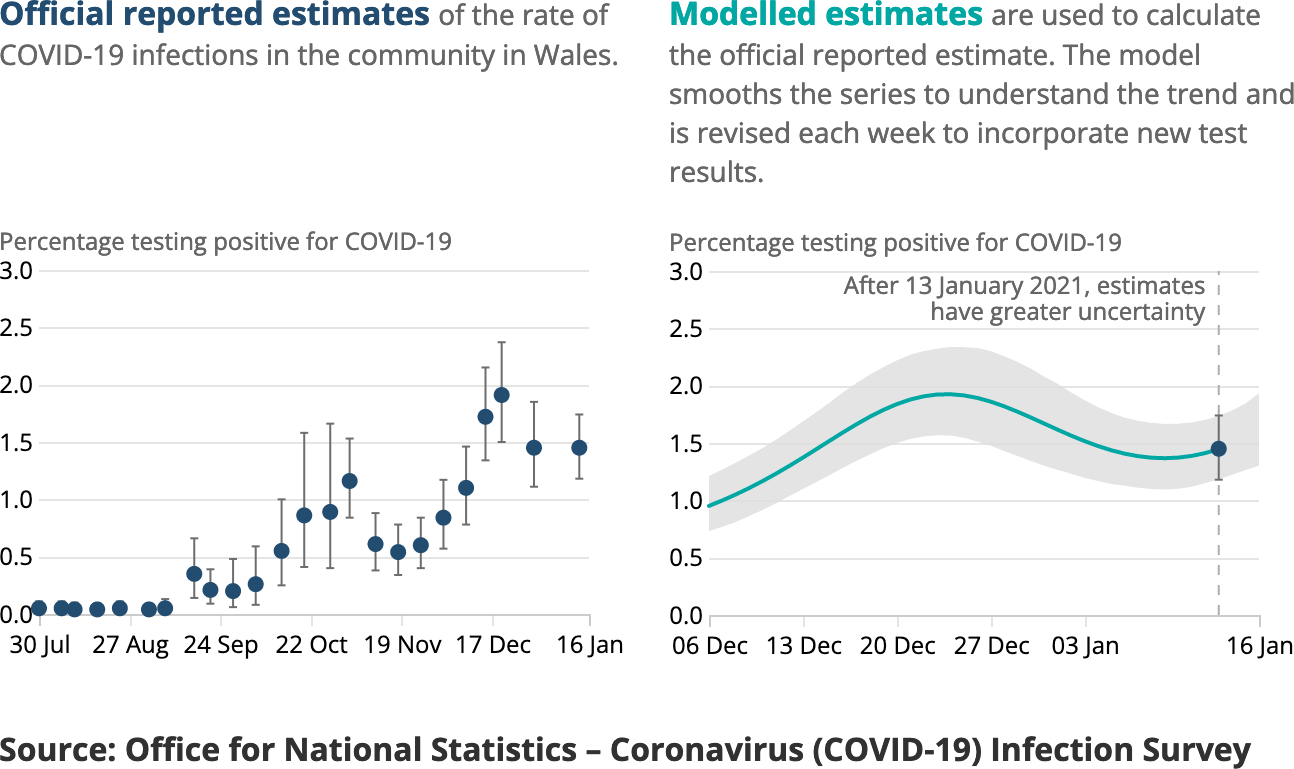 Official reported estimates of the rate of
COVID-19 infections in the community in Wales.
Percentage testing positive for COVID-19
3.0
2.5
2.0
1.5
1.0
0.5
0.0
30 Jul 27 Aug 24 Sep 22 Oct 19 Nov 17 Dec 16 Jan
Modelled estimates are used to calculate
the official reported estimate. The model
smooths the series to understand the trend and
is revised each week to incorporate new test
results.
Percentage testing positive for COVID-19
3.0
After 13 January 2021, estimates
have greater uncertainty
2.5
2.0
1.5
1.0
0.5
0.0
06 Dec 13 Dec 20 Dec 27 Dec 03 Jan 16 Jan
Source: Office for National Statistics – Coronavirus (COVID-19) Infection Survey